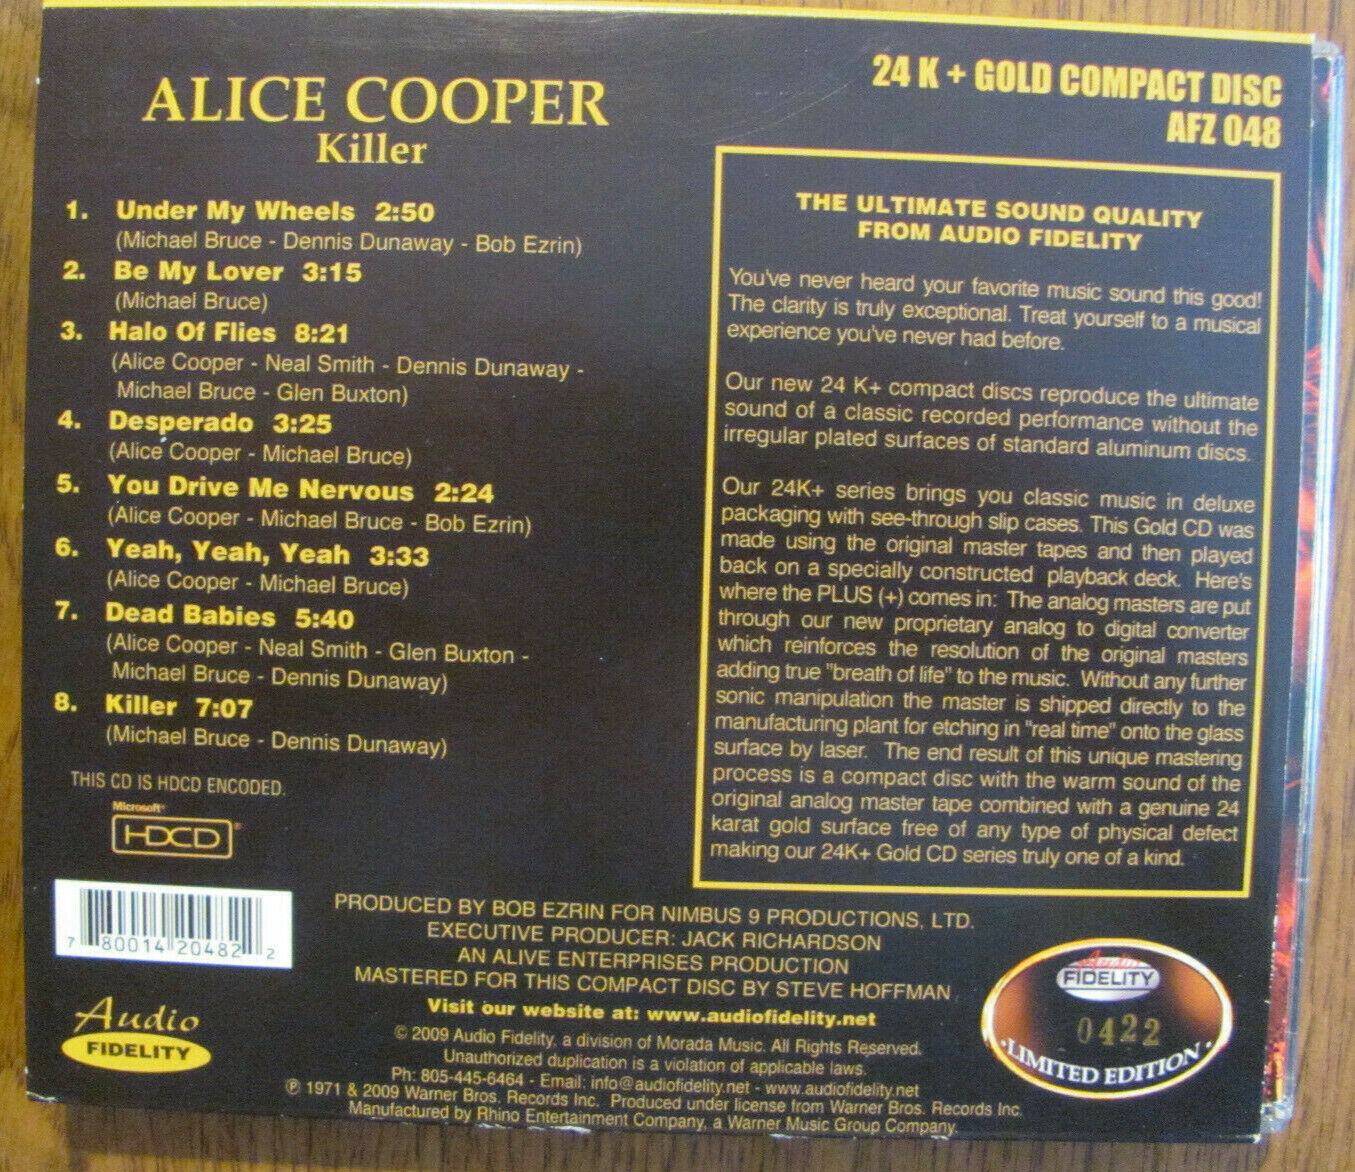 ALICE COOPER
Killer
1. Under My Wheels 2:50
(Michael Bruce - Dennis Dunaway - Bob Ezrin)
2. Be My Lover 3:15
(Michael Bruce)
3. Halo Of Flies 8:21
(Alice Cooper - Neal Smith - Dennis Dunaway -
Michael Bruce - Glen Buxton)
4. Desperado 3:25
(Alice Cooper - Michael Bruce)
5. You Drive Me Nervous 2:24
(Alice Cooper - Michael Bruce - Bob Ezrin)
6. Yeah, Yeah, Yeah 3:33
(Alice Cooper - Michael Bruce)
7. Dead Babies 5:40
(Alice Cooper - Neal Smith - Glen Buxton -
Michael Bruce - Dennis Dunaway)
8. Killer 7:07
(Michael Bruce - Dennis Dunaway)
THIS CD IS HDCD ENCODED.
Microsoft®
HDCD®
24 K + GOLD COMPACT DISC
AFZ 048
THE ULTIMATE SOUND QUALITY
FROM AUDIO FIDELITY
You've never heard your favorite music sound this good!
The clarity is truly exceptional. Treat yourself to a musical
experience you've never had before.
Our new 24 K+ compact discs reproduce the ultimate
sound of a classic recorded performance without the
irregular plated surfaces of standard aluminum discs.
Our 24K+ series brings you classic music in deluxe
packaging with see-through slip cases. This Gold CD was
made using the original master tapes and then played
back on a specially constructed playback deck. Here's
where the PLUS (+) comes in: The analog masters are put
through our new proprietary analog to digital converter
which reinforces the resolution of the original masters
adding true "breath of life" to the music. Without any further
sonic manipulation the master is shipped directly to the
manufacturing plant for etching in "real time" onto the glass
surface by laser. The end result of this unique mastering
process is a compact disc with the warm sound of the
original analog master tape combined with a genuine 24
karat gold surface free of any type of physical defect
making our 24K+ Gold CD series truly one of a kind.
7 80014 20482 2
Audio
FIDELITY
PRODUCED BY BOB EZRIN FOR NIMBUS 9 PRODUCTIONS, LTD.
EXECUTIVE PRODUCER: JACK RICHARDSON
AN ALIVE ENTERPRISES PRODUCTION
MASTERED FOR THIS COMPACT DISC BY STEVE HOFFMAN
Visit our website at: www.audiofidelity.net
© 2009 Audio Fidelity, a division of Morada Music. All Rights Reserved.
Unauthorized duplication is a violation of applicable laws.
Ph: 805-445-6464 - Email: info@audiofidelity.net - www.audiofidelity.net
℗ 1971 & 2009 Warner Bros. Records Inc. Produced under license from Warner Bros. Records Inc.
Manufactured by Rhino Entertainment Company, a Warner Music Group Company.
FIDELITY
0422
·LIMITED EDITION·